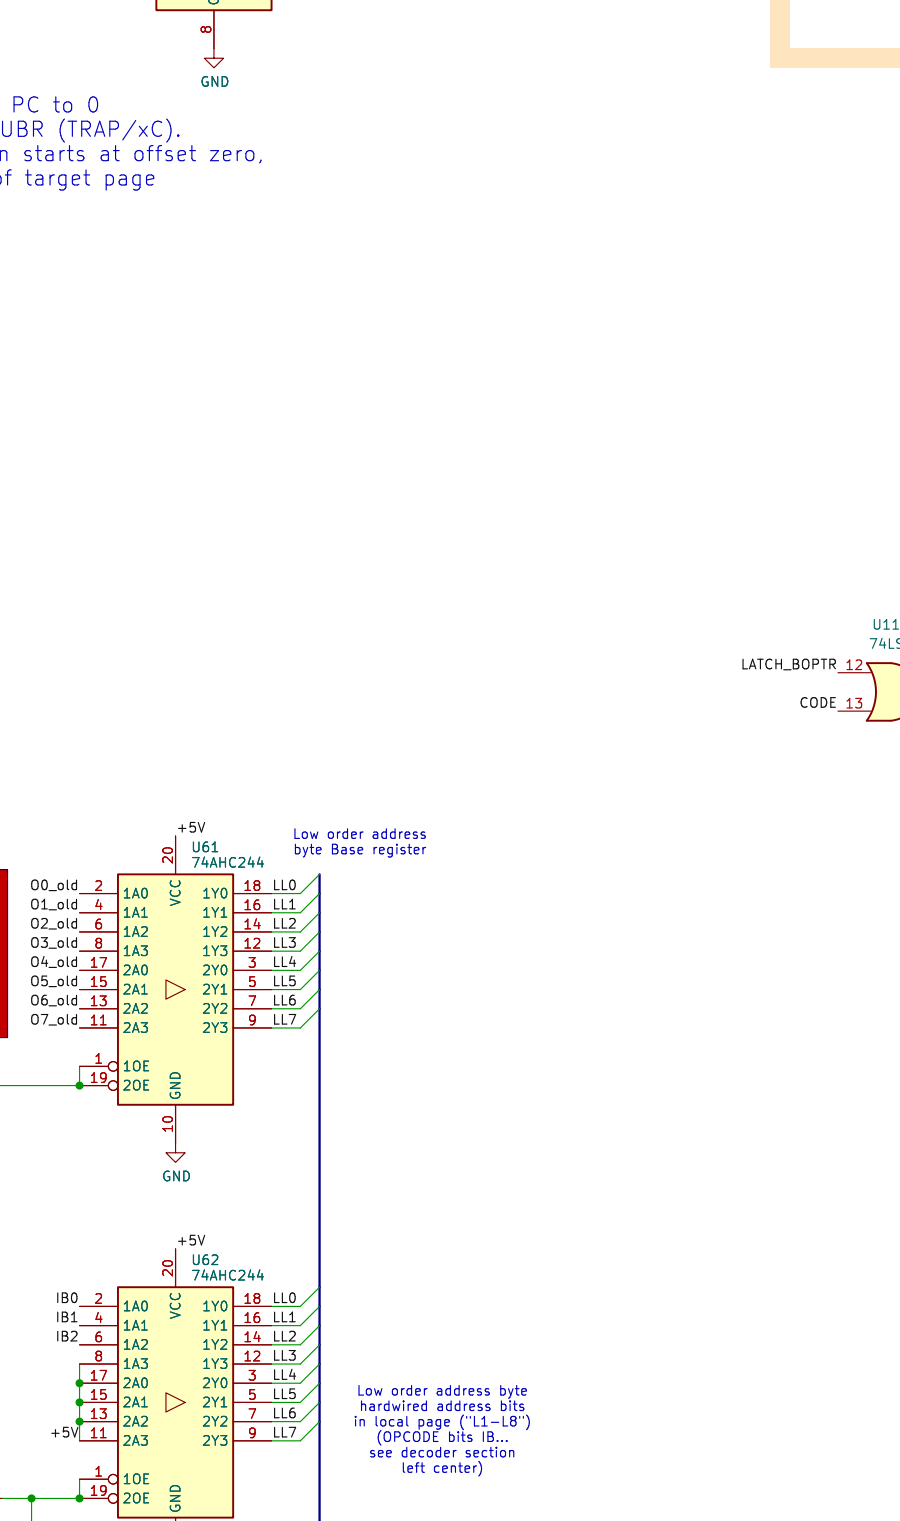 8
GND
PC to 0
UBR (TRAP/xC).
starts at offset zero,
of target page
U11
74LS
LATCH_BOPTR 12
CODE 13
Low order address
byte Base register
+5V
20
U61
74AHC244
VCC
O0_old 2 1A0 1Y0 18 LL0
O1_old 4 1A1 1Y1 16 LL1
O2_old 6 1A2 1Y2 14 LL2
O3_old 8 1A3 1Y3 12 LL3
O4_old 17 2A0 2Y0 3 LL4
O5_old 15 2A1 2Y1 5 LL5
O6_old 13 2A2 2Y2 7 LL6
O7_old 11 2A3 2Y3 9 LL7
1 1OE
19 2OE
GND
10
GND
+5V
20
U62
74AHC244
VCC
IB0 2 1A0 1Y0 18 LL0
IB1 4 1A1 1Y1 16 LL1
IB2 6 1A2 1Y2 14 LL2
8 1A3 1Y3 12 LL3
17 2A0 2Y0 3 LL4
15 2A1 2Y1 5 LL5
13 2A2 2Y2 7 LL6
+5V 11 2A3 2Y3 9 LL7
1 1OE
19 2OE
GND
Low order address byte
hardwired address bits
in local page ("L1-L8")
(OPCODE bits IB...
see decoder section
left center)